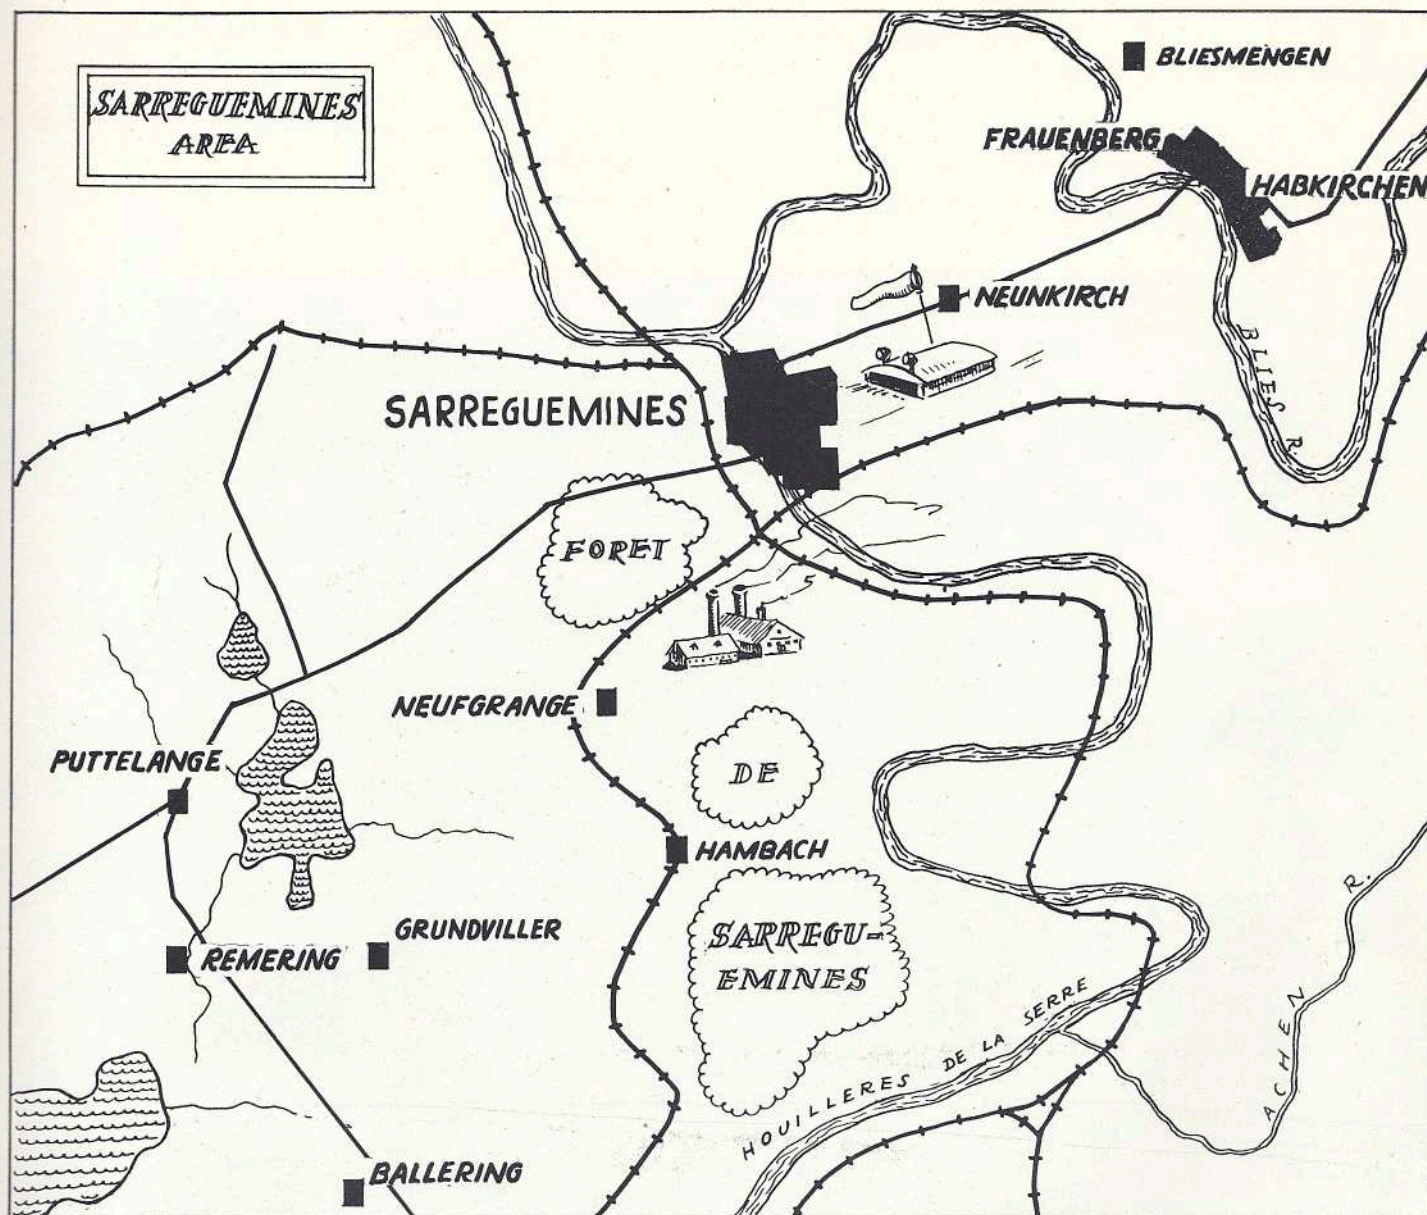 SARREGUEMINES
AREA
BLIESMENGEN
FRAUENBERG
HABKIRCHEN
NEUNKIRCH
BLIES R.
SARREGUEMINES
FORET
NEUFGRANGE
PUTTELANGE
DE
HAMBACH
SARREGU-
EMINES
GRUNDVILLER
REMERING
HOUILLERES DE LA SERRE
ACHEN R.
BALLERING